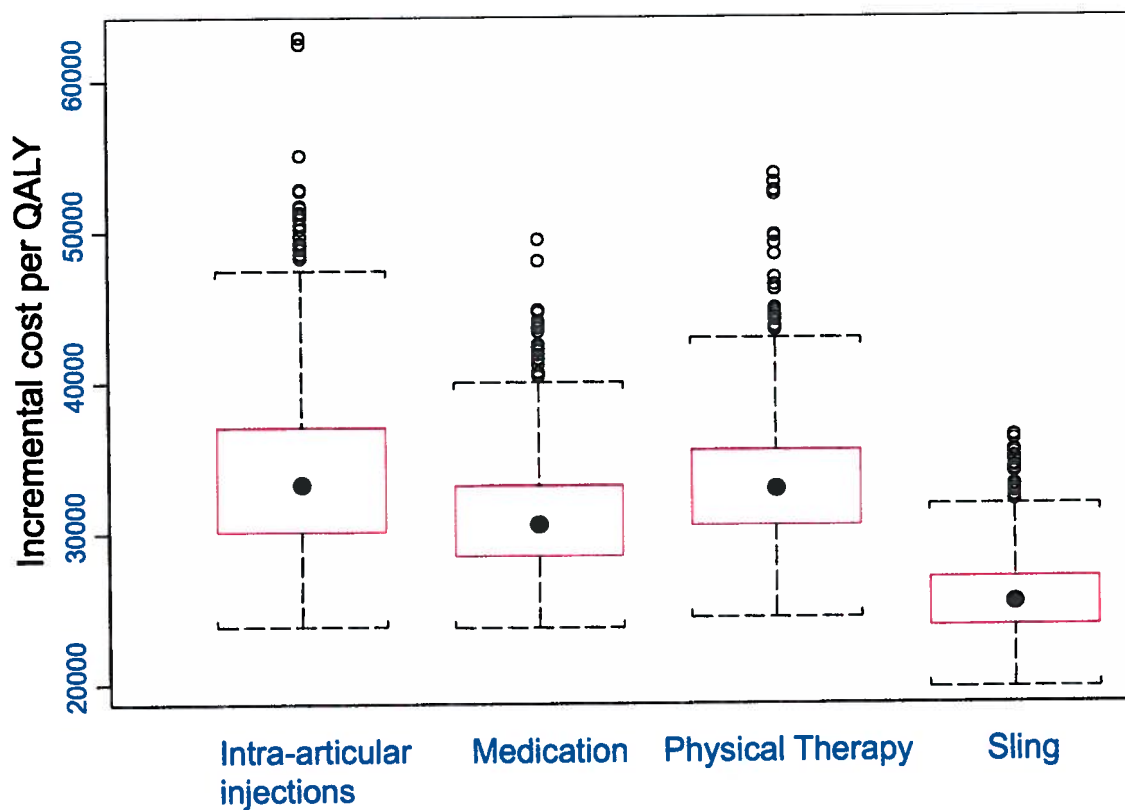 Incremental cost per QALY
60000
50000
40000
30000
20000
Intra-articular
injections
Medication
Physical Therapy
Sling